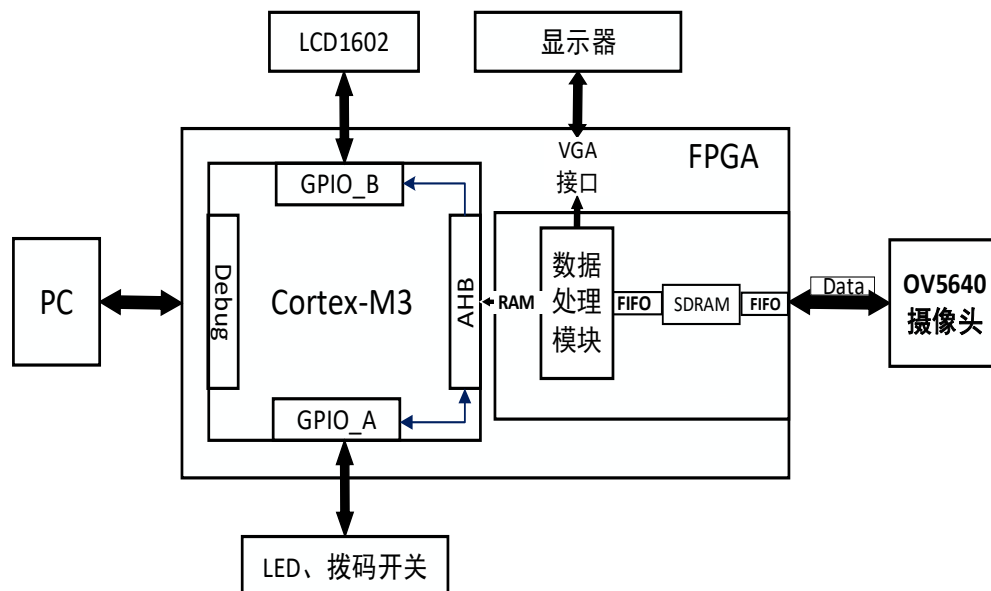 LCD1602
显示器
VGA
接口
FPGA
GPIO_B
Debug
Cortex-M3
AHB
RAM
数据
处理
模块
FIFO
SDRAM
FIFO
Data
OV5640
摄像头
PC
GPIO_A
LED、拨码开关